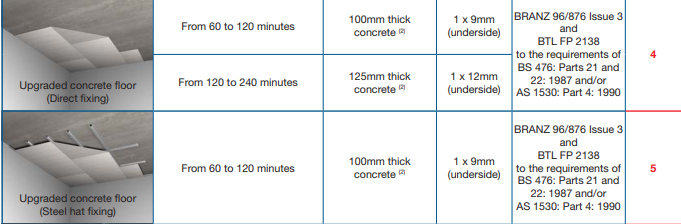 Upgraded concrete floor
(Direct fixing)
From 60 to 120 minutes
100mm thick
concrete (2)
1 x 9mm
(underside)
From 120 to 240 minutes
125mm thick
concrete (2)
1 x 12mm
(underside)
BRANZ 96/876 Issue 3
and
BTL FP 2138
to the requirements of
BS 476: Parts 21 and
22: 1987 and/or
AS 1530: Part 4: 1990
4
Upgraded concrete floor
(Steel hat fixing)
From 60 to 120 minutes
100mm thick
concrete (2)
1 x 9mm
(underside)
BRANZ 96/876 Issue 3
and
BTL FP 2138
to the requirements of
BS 476: Parts 21 and
22: 1987 and/or
AS 1530: Part 4: 1990
5